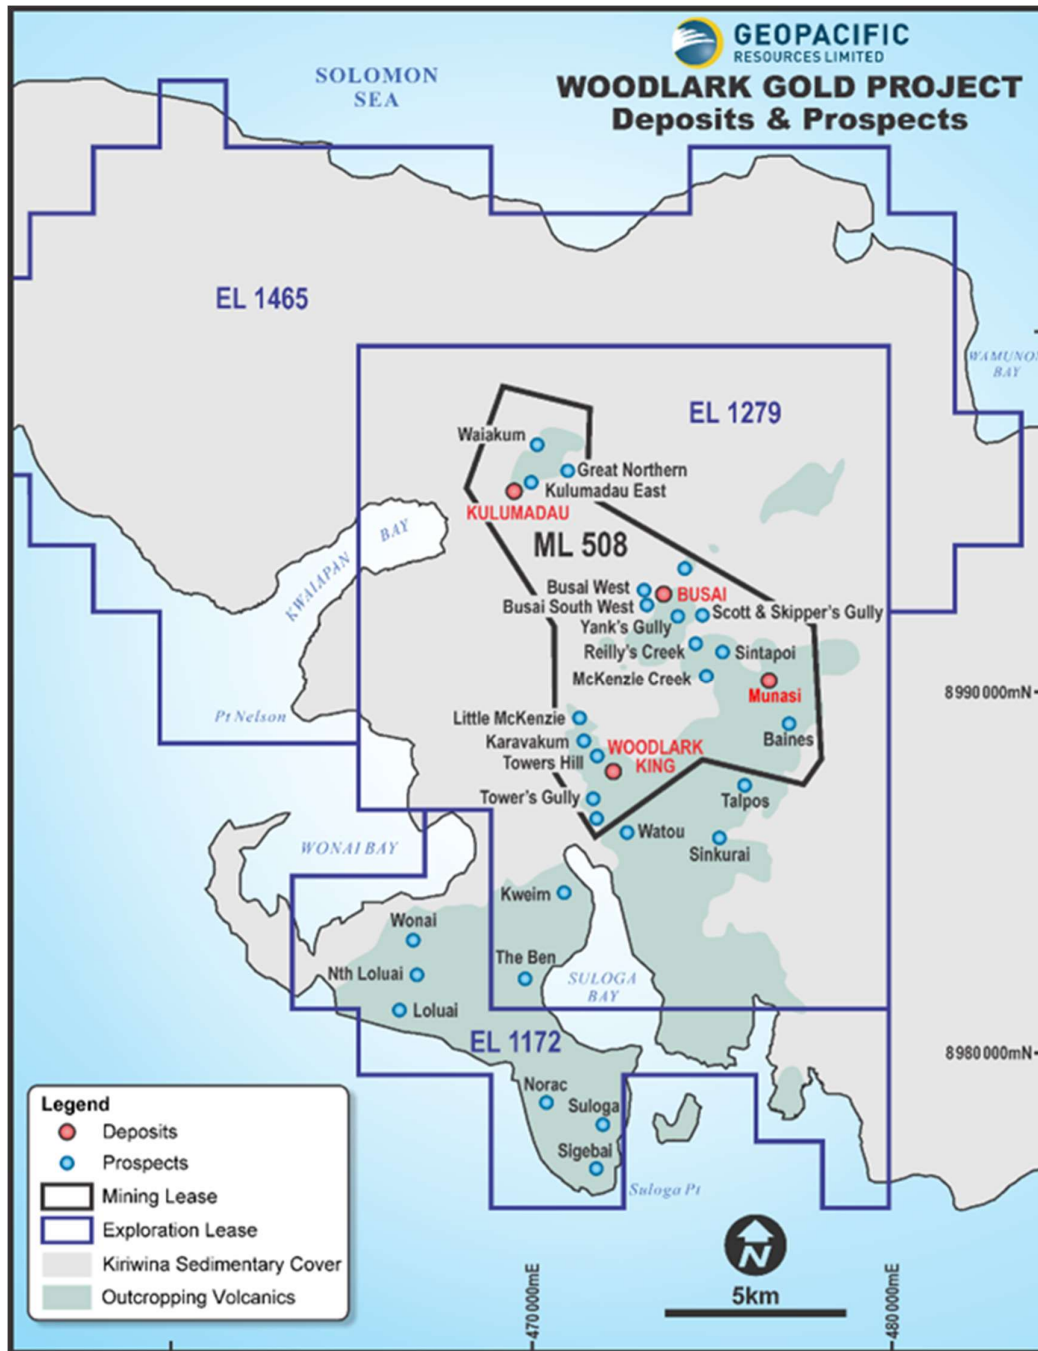 GEOPACIFIC
RESOURCES LIMITED
WOODLARK GOLD PROJECT
Deposits & Prospects
SOLOMON
SEA
EL 1465
WAMUNON
BAY
EL 1279
Waiakum
Great Northern
Kulumadau East
KULUMADAU
KWAIAPAN BAY
ML 508
Busai West
BUSAI
Busai South West
Scott & Skipper's Gully
Yank's Gully
Reilly's Creek
Sintapoi
McKenzie Creek
Munasi
8990000mN
Pt Nelson
Little McKenzie
Karavakum
Baines
WOODLARK
KING
Towers Hill
Tower's Gully
Talpos
Watou
Sinkurai
WONAI BAY
Kweirn
Wonai
The Ben
Nth Loluai
SULOGA
BAY
Loluai
EL 1172
8980000mN
Norac
Suloga
Sigebai
Suloga Pt
Legend
Deposits
Prospects
Mining Lease
Exploration Lease
Kiriwina Sedimentary Cover
Outcropping Volcanics
N
5km
470000mE
480000mE